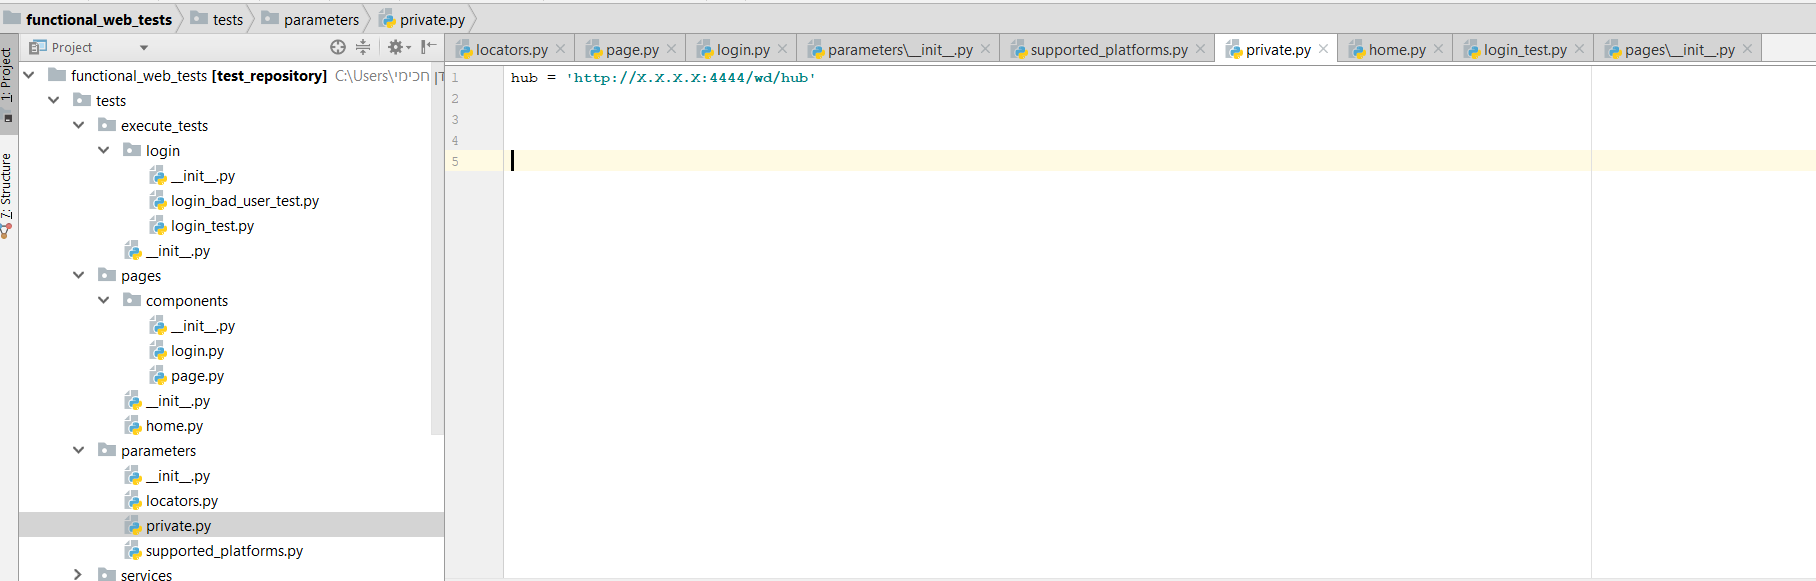 functional_web_tests tests parameters private.py
Project
locators.py page.py login.py parameters\__init__.py supported_platforms.py private.py home.py login_test.py pages\__init__.py
1: Project
7: Structure
functional_web_tests [test_repository] C:\Users\דן חכימי
tests
execute_tests
login
__init__.py
login_bad_user_test.py
login_test.py
__init__.py
pages
components
__init__.py
login.py
page.py
__init__.py
home.py
parameters
__init__.py
locators.py
private.py
supported_platforms.py
services
1 hub = 'http://X.X.X.X:4444/wd/hub'
2
3
4
5